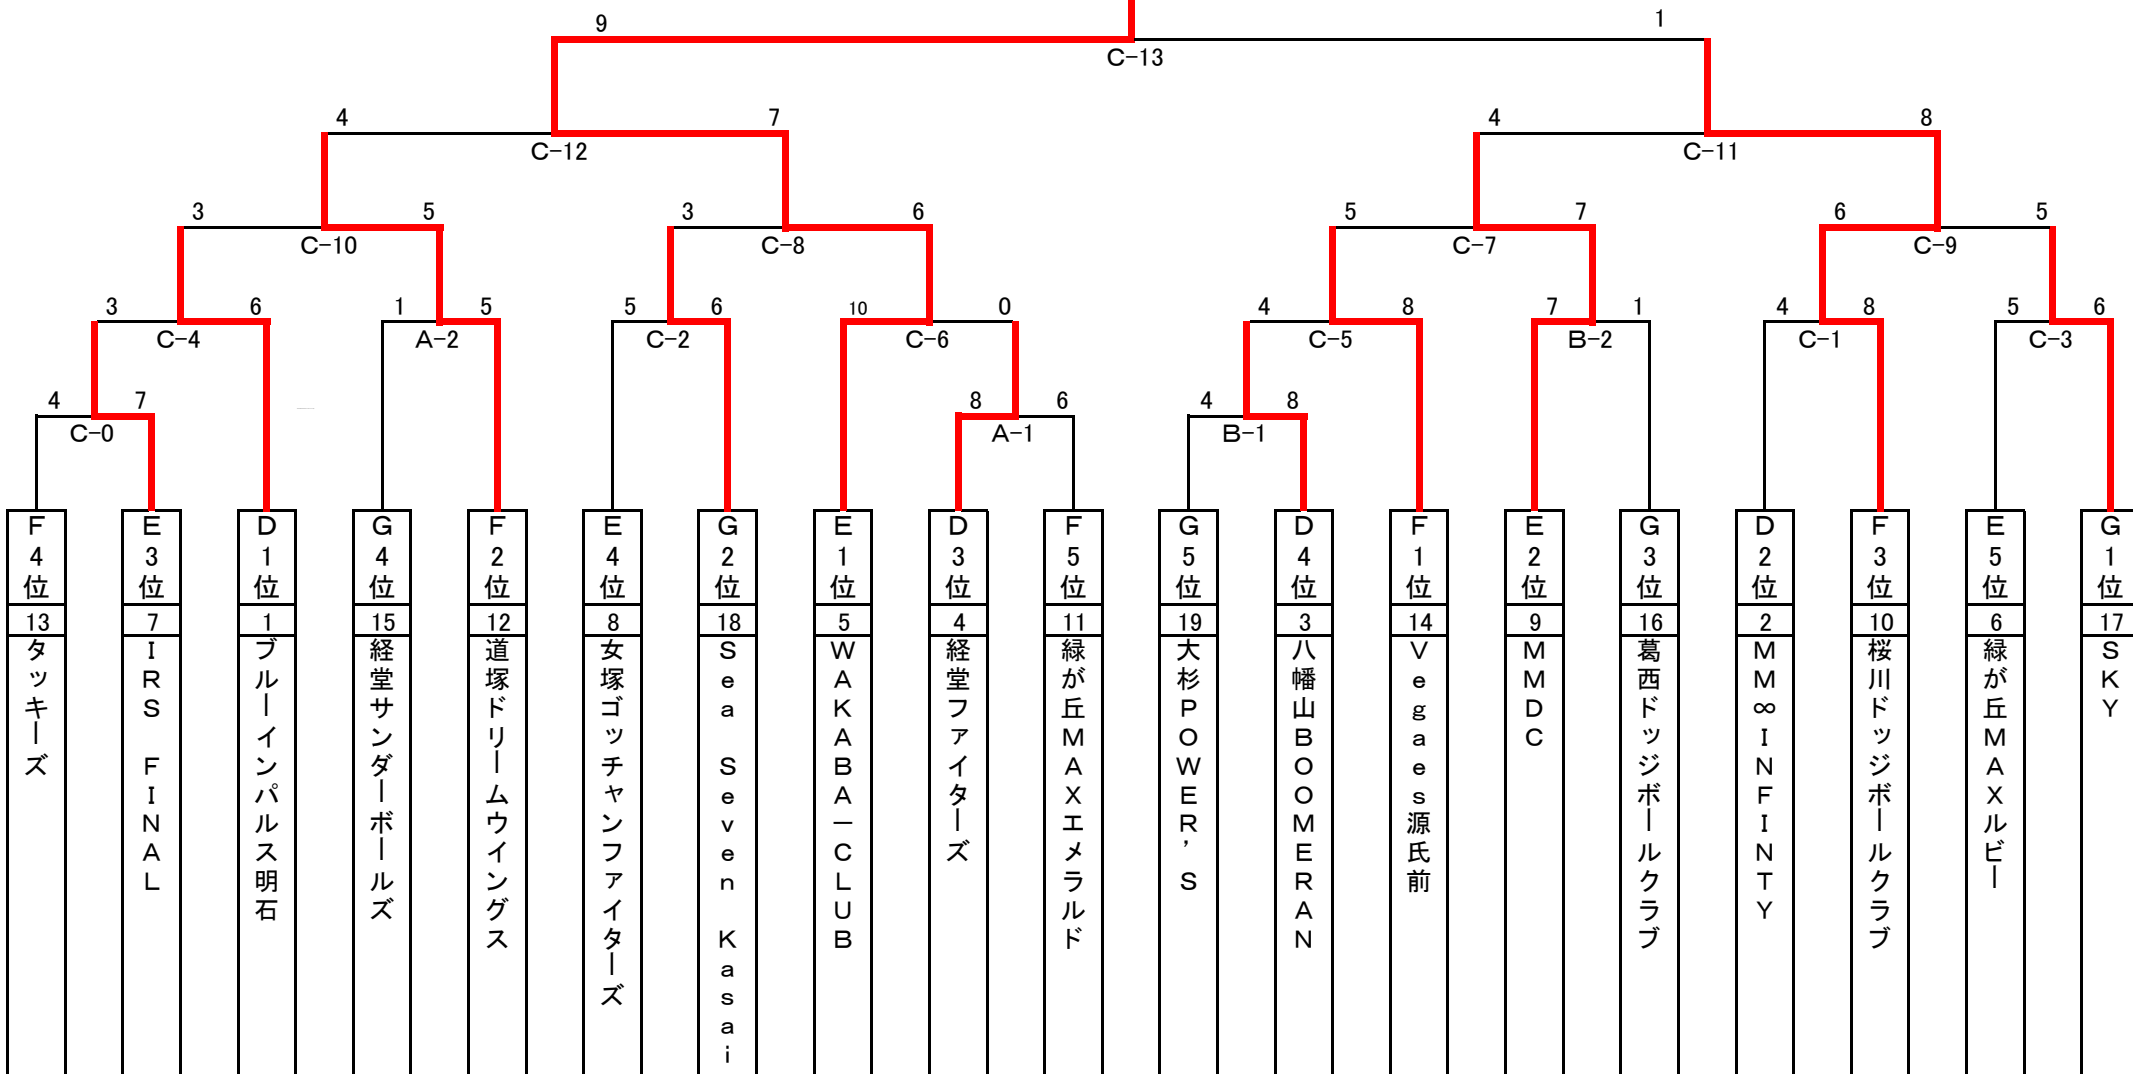 9 1
C-13
4 7 4 8
C-12 C-11
3 5 3 6 5 7 6 5
C-10 C-8 C-7 C-9
3 6 1 5 5 6 10 0 4 8 7 1 4 8 5 6
C-4 A-2 C-2 C-6 C-5 B-2 C-1 C-3
4 7 8 6 4 8
C-0 A-1 B-1
F4位 13 タッキーズ
E3位 7 IRS FINAL
D1位 1 ブルーインパルス明石
G4位 15 経堂サンダーボールズ
F2位 12 道塚ドリームウイングス
E4位 8 女塚ゴッチャンファイターズ
G2位 18 Sea Seven Kasai
E1位 5 WAKABA―CLUB
D3位 4 経堂ファイターズ
F5位 11 緑が丘MAXエメラルド
G5位 19 大杉POWER’S
D4位 3 八幡山BOOMERAN
F1位 14 Vegaes源氏前
E2位 9 MMDC
G3位 16 葛西ドッジボールクラブ
D2位 2 MM∞INFINTY
F3位 10 桜川ドッジボールクラブ
E5位 6 緑が丘MAXルビー
G1位 17 SKY